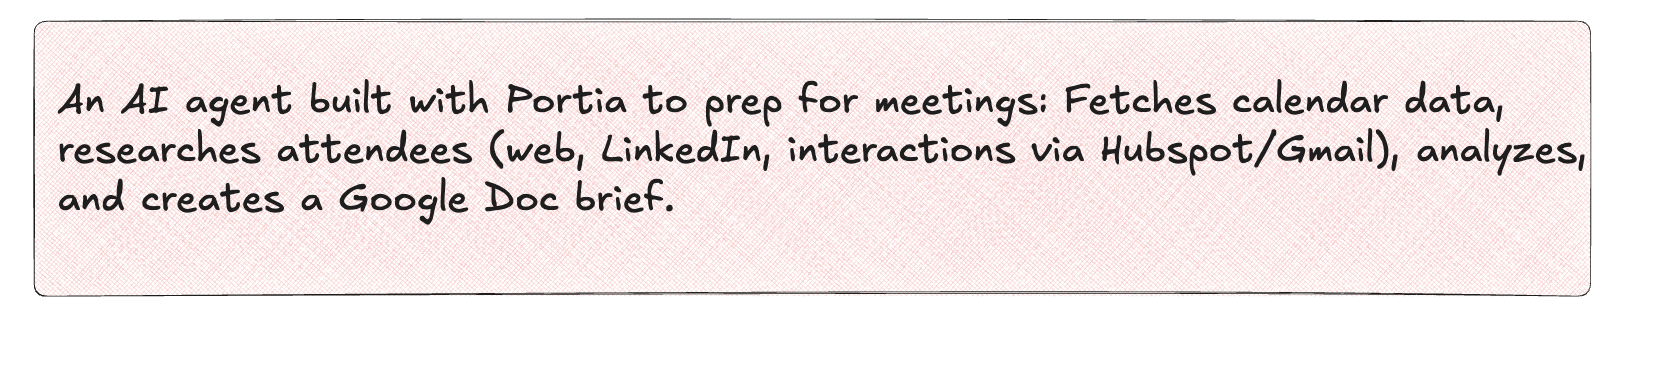 An AI agent built with Portia to prep for meetings: Fetches calendar data,
researches attendees (web, LinkedIn, interactions via Hubspot/Gmail), analyzes,
and creates a Google Doc brief.